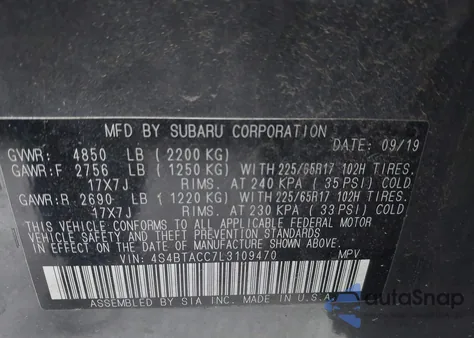 MFD BY SUBARU CORPORATION DATE: 09/19
GVWR: 4850 LB (2200 KG)
GAWR:F 2756 LB (1250 KG) WITH 225/65R17 102H TIRES,
17X7J RIMS, AT 240 KPA (35 PSI) COLD
GAWR:R 2690 LB (1220 KG) WITH 225/65R17 102H TIRES,
17X7J RIMS, AT 230 KPA (33 PSI) COLD
THIS VEHICLE CONFORMS TO ALL APPLICABLE FEDERAL MOTOR
VEHICLE SAFETY, BUMPER, AND THEFT PREVENTION STANDARDS
IN EFFECT ON THE DATE OF MANUFACTURE SHOWN ABOVE.
VIN: 4S4BTACC7L3109470 MPV
ASSEMBLED BY SIA INC. MADE IN U.S.A.
autoSnap